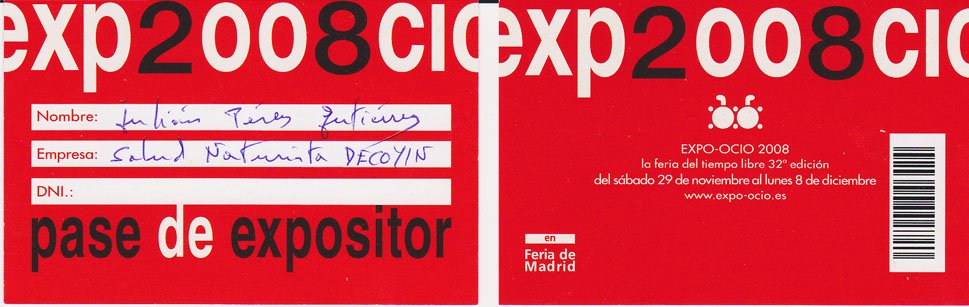 exp2008cio
Nombre: Julián Pérez Gutiérrez
Empresa: Salud Naturista DECOYIN
DNI.:
pase de expositor
exp2008cio
EXPO-OCIO 2008
la feria del tiempo libre 32ª edición
del sábado 29 de noviembre al lunes 8 de diciembre
www.expo-ocio.es
en
Feria de
Madrid